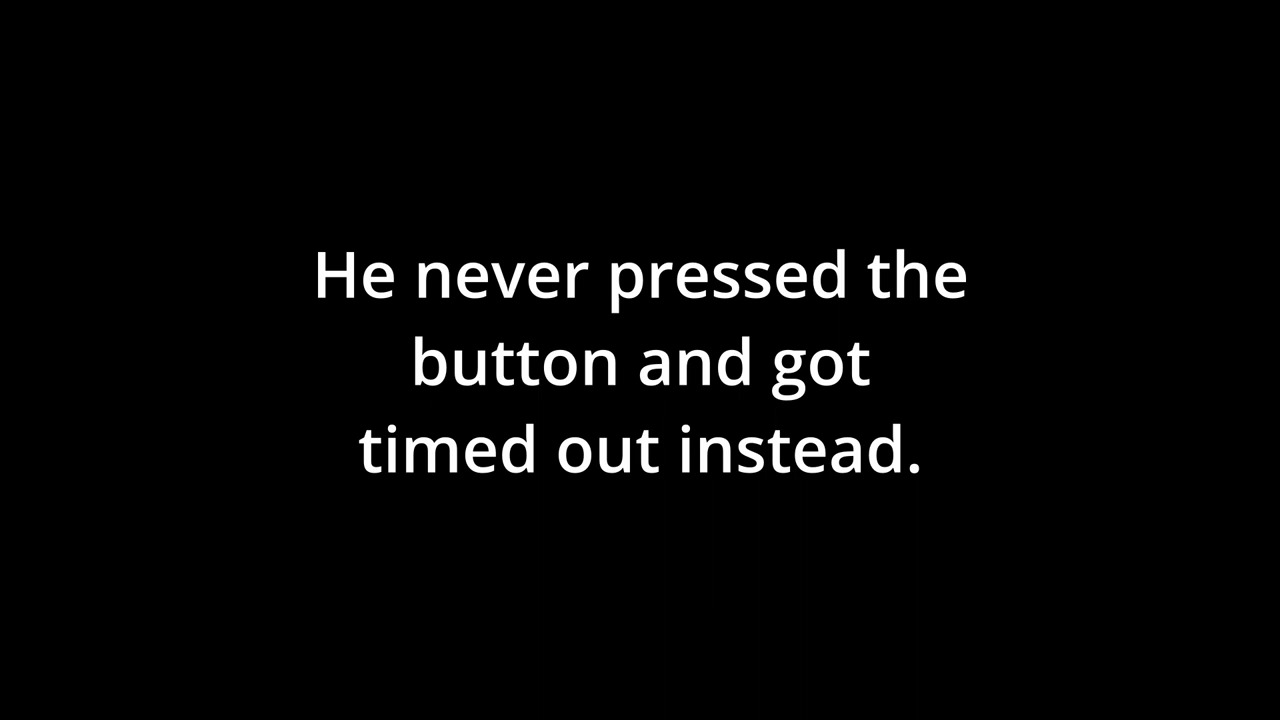 He never pressed the
button and got
timed out instead.